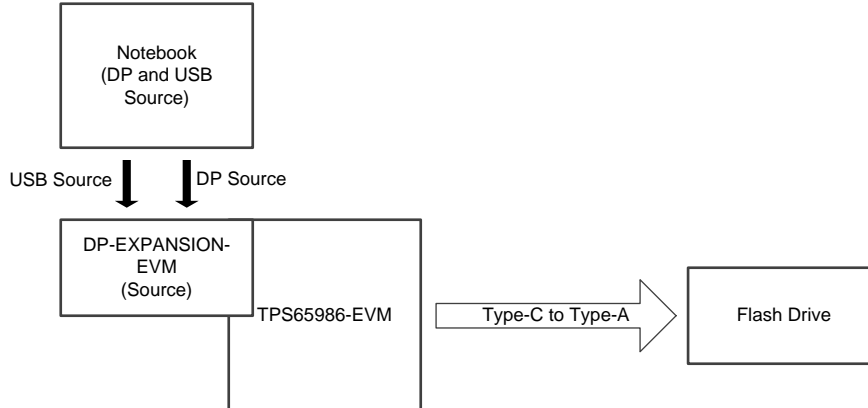 Notebook
(DP and USB
Source)
USB Source
DP Source
DP-EXPANSION-
EVM
(Source)
TPS65986-EVM
Type-C to Type-A
Flash Drive